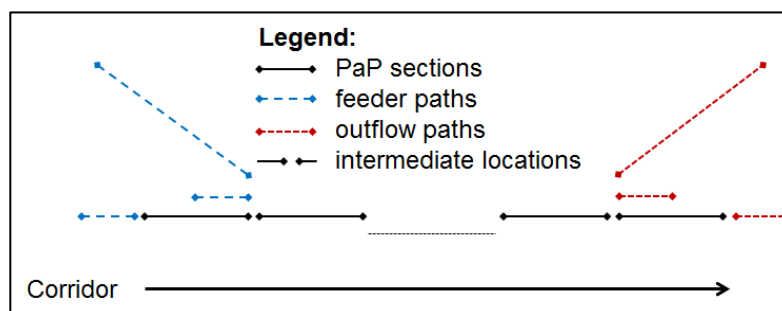 Legend:
PaP sections
feeder paths
outflow paths
intermediate locations
Corridor